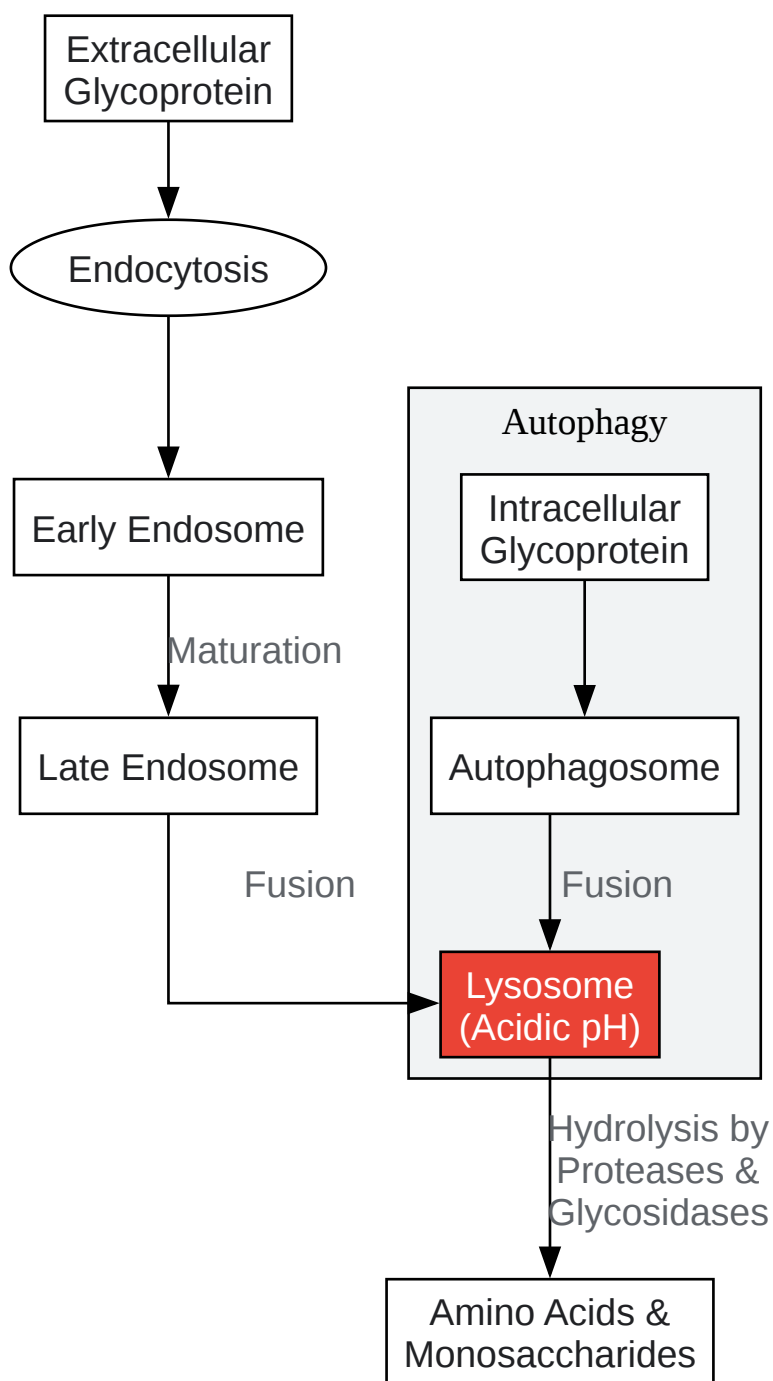 Extracellular
Glycoprotein
Endocytosis
Early Endosome
Maturation
Late Endosome
Fusion
Autophagy
Intracellular
Glycoprotein
Autophagosome
Fusion
Lysosome
(Acidic pH)
Hydrolysis by
Proteases &
Glycosidases
Amino Acids &
Monosaccharides